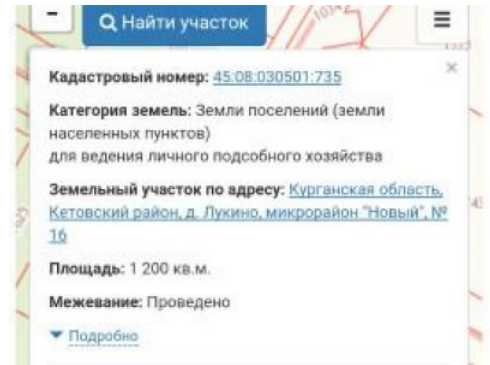 Найти участок
Кадастровый номер: 45:08:030501:735
Категория земель: Земли поселений (земли
населенных пунктов)
для ведения личного подсобного хозяйства
Земельный участок по адресу: Курганская область,
Кетовский район, д. Лукино, микрорайон "Новый", №
16
Площадь: 1 200 кв.м.
Межевание: Проведено
Подробно